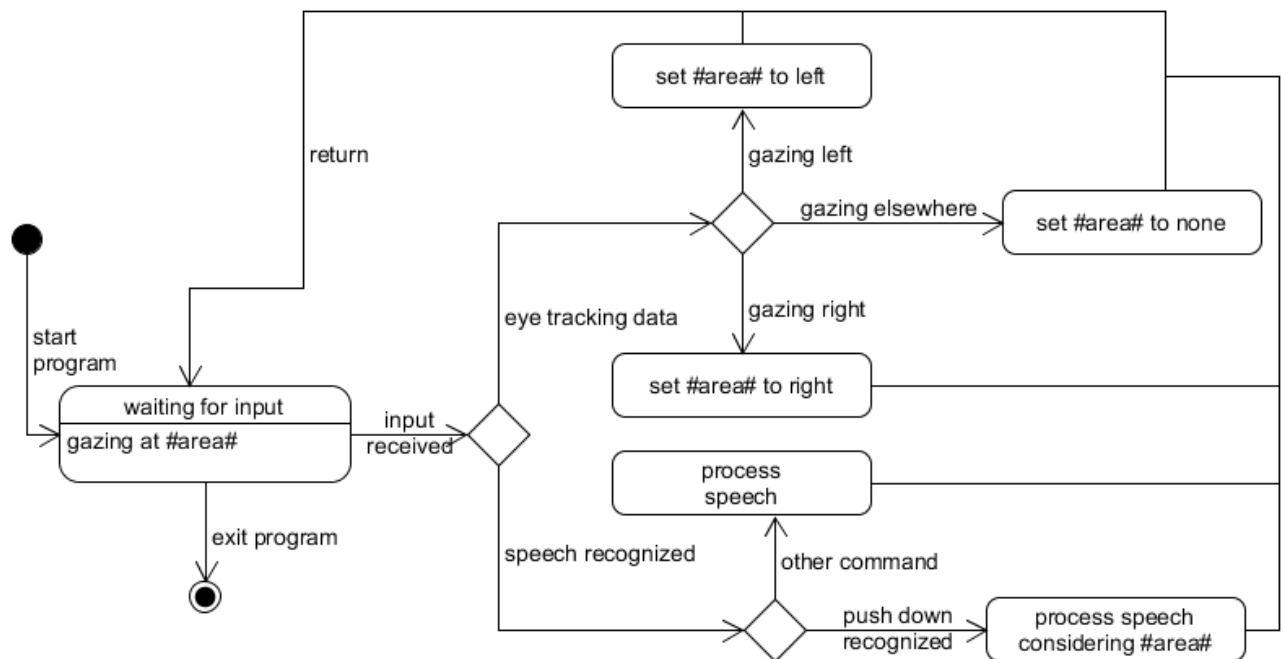 set #area# to left
return
gazing left
gazing elsewhere
set #area# to none
start
program
eye tracking data
gazing right
set #area# to right
waiting for input
gazing at #area#
input
received
process
speech
exit program
speech recognized
other command
push down
recognized
process speech
considering #area#